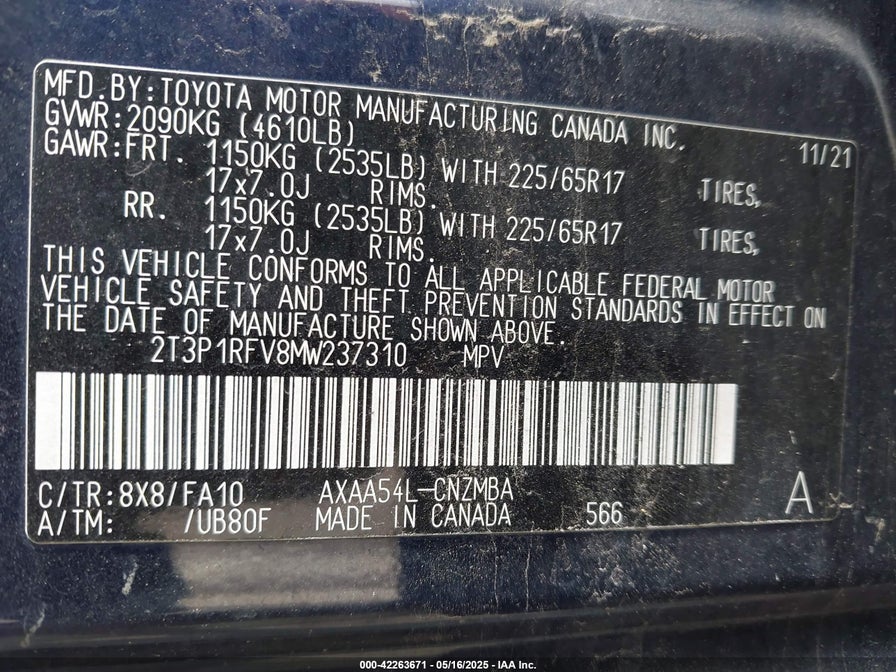 MFD.BY:TOYOTA MOTOR MANUFACTURING CANADA INC.
GVWR:2090KG (4610LB) 11/21
GAWR:FRT. 1150KG (2535LB) WITH 225/65R17 TIRES,
17x7.0J RIMS.
RR. 1150KG (2535LB) WITH 225/65R17 TIRES,
17x7.0J RIMS.
THIS VEHICLE CONFORMS TO ALL APPLICABLE FEDERAL MOTOR
VEHICLE SAFETY AND THEFT PREVENTION STANDARDS IN EFFECT ON
THE DATE OF MANUFACTURE SHOWN ABOVE.
2T3P1RFV8MW237310 MPV
C/TR:8X8/FA10 AXAA54L-CNZMBA A
A/TM: /UB80F MADE IN CANADA 566
000-42263671 - 05/16/2025 - IAA Inc.